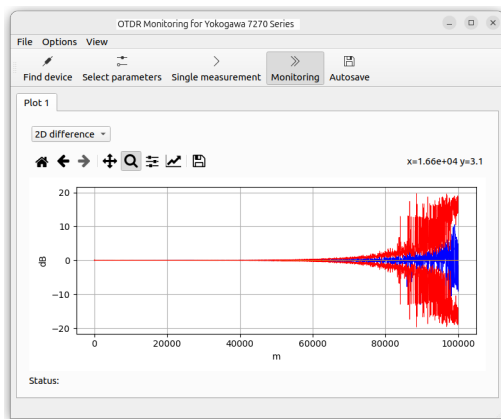 OTDR Monitoring for Yokogawa 7270 Series
File Options View
Find device Select parameters Single measurement Monitoring Autosave
Plot 1
2D difference
x=1.66e+04 y=3.1
20
10
0
−10
−20
dB
0 20000 40000 60000 80000 100000
m
Status: